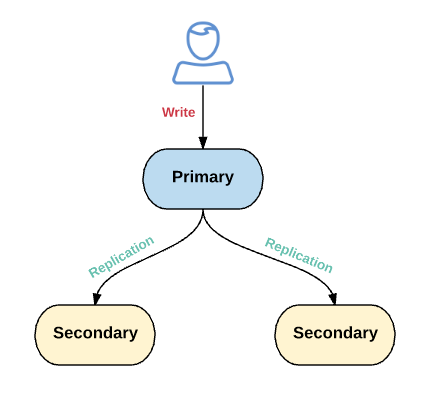 Write
Primary
Replication
Replication
Secondary
Secondary